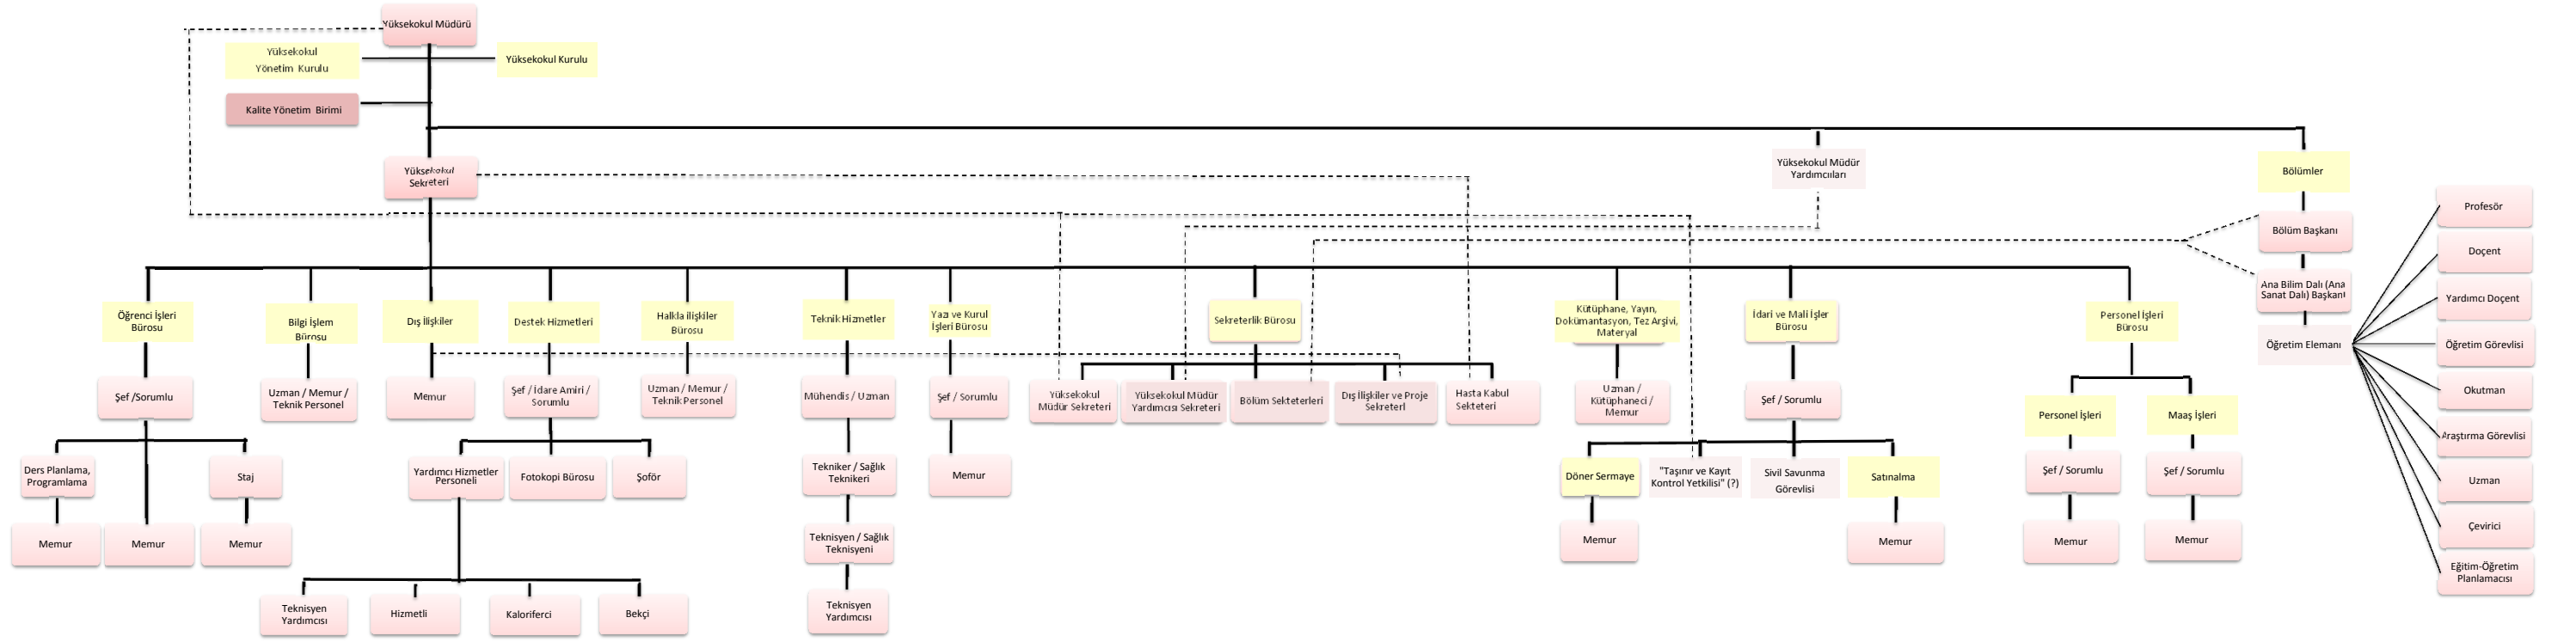 Yüksekokul Müdürü
Yüksekokul
Yönetim Kurulu
Yüksekokul Kurulu
Kalite Yönetim Birimi
Yüksekokul
Sekreteri
Yüksekokul Müdür
Yardımcııları
Bölümler
Bölüm Başkanı
Ana Bilim Dalı (Ana
Sanat Dalı) Başkanı
Öğretim Elemanı
Profesör
Doçent
Yardımcı Doçent
Öğretim Görevlisi
Okutman
Araştırma Görevlisi
Uzman
Çevirici
Eğitim-Öğretim
Planlamacısı
Öğrenci İşleri
Bürosu
Bilgi İşlem
Bürosu
Dış İlişkiler
Destek Hizmetleri
Halkla ilişkiler
Bürosu
Teknik Hizmetler
Yazı ve Kurul
İşleri Bürosu
Sekreterlik Bürosu
Kütüphane, Yayın,
Dokümantasyon, Tez Arşivi,
Materyal
İdari ve Mali İşler
Bürosu
Personel İşleri
Bürosu
Şef /Sorumlu
Uzman / Memur /
Teknik Personel
Memur
Şef / İdare Amiri /
Sorumlu
Uzman / Memur /
Teknik Personel
Mühendis / Uzman
Şef / Sorumlu
Yüksekokul
Müdür Sekreteri
Yüksekokul Müdür
Yardımcısı Sekreteri
Bölüm Sekteterleri
Dış İlişkiler ve Proje
Sekreterl
Hasta Kabul
Sekteteri
Uzman /
Kütüphaneci /
Memur
Şef / Sorumlu
Personel İşleri
Maaş İşleri
Ders Planlama,
Programlama
Staj
Yardımcı Hizmetler
Personeli
Fotokopi Bürosu
Şoför
Tekniker / Sağlık
Teknikeri
Memur
Döner Sermaye
"Taşınır ve Kayıt
Kontrol Yetkilisi" (?)
Sivil Savunma
Görevlisi
Satınalma
Şef / Sorumlu
Şef / Sorumlu
Memur
Memur
Memur
Teknisyen / Sağlık
Teknisyeni
Memur
Memur
Memur
Memur
Teknisyen
Yardımcısı
Hizmetli
Kaloriferci
Bekçi
Teknisyen
Yardımcısı